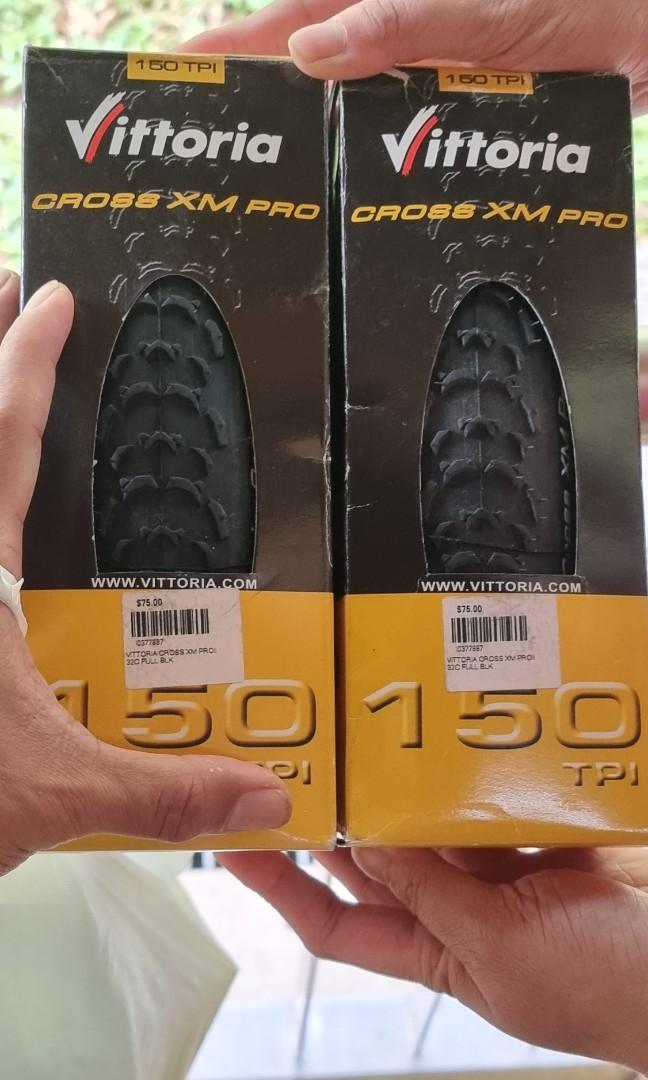 150 TPI
Vittoria
CROSS XM PRO
WWW.VITTORIA.COM
$75.00
VITTORIA CROSS XM PROII
32C FULL BLK
150
TPI
150 TPI
Vittoria
CROSS XM PRO
WWW.VITTORIA.COM
$75.00
VITTORIA CROSS XM PROII
32C FULL BLK
150
TPI